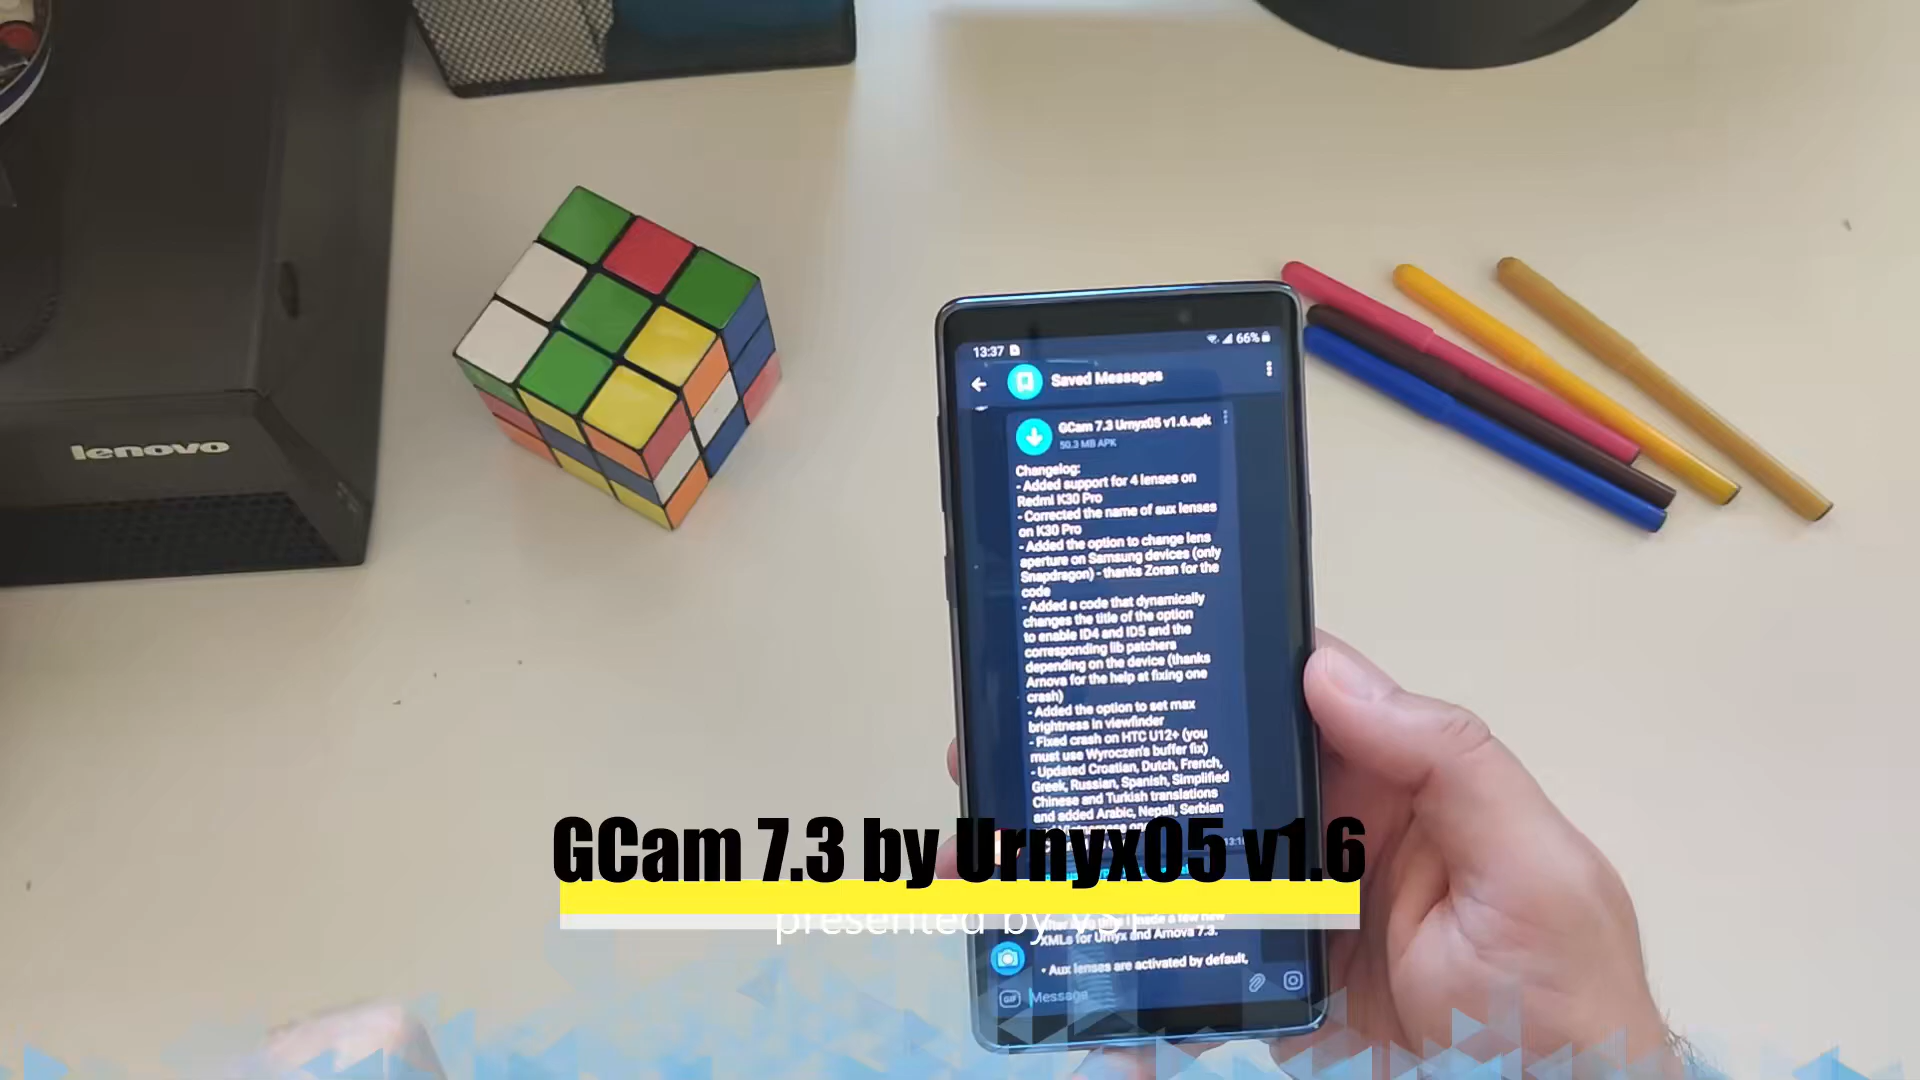 lenovo
13:37
66%
Saved Messages
GCam 7.3 Urnyx05 v1.6.apk
50.3 MB APK
Changelog:
- Added support for 4 lenses on
Redmi K30 Pro
- Corrected the name of aux lenses
on K30 Pro
- Added the option to change lens
aperture on Samsung devices (only
Snapdragon) - thanks Zoran for the
code
- Added a code that dynamically
changes the title of the option
to enable ID4 and ID5 and the
corresponding lib patchers
depending on the device (thanks
Arnova for the help at fixing one
crash)
- Added the option to set max
brightness in viewfinder
- Fixed crash on HTC U12+ (you
must use Wyroczen's buffer fix)
- Updated Croatian, Dutch, French,
Greek, Russian, Spanish, Simplified
Chinese and Turkish translations
and added Arabic, Nepali, Serbian
GCam 7.3 by Urnyx05 v1.6
presented by
made a few new
XMLs for Urnyx and Arnova 7.3.
• Aux lenses are activated by default,
GIF
Message